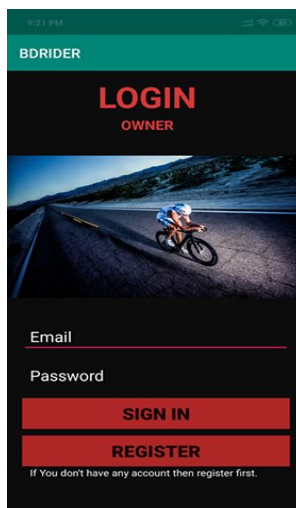 9:21 PM
BDRIDER
LOGIN
OWNER
Email
Password
SIGN IN
REGISTER
If You don't have any account then register first.